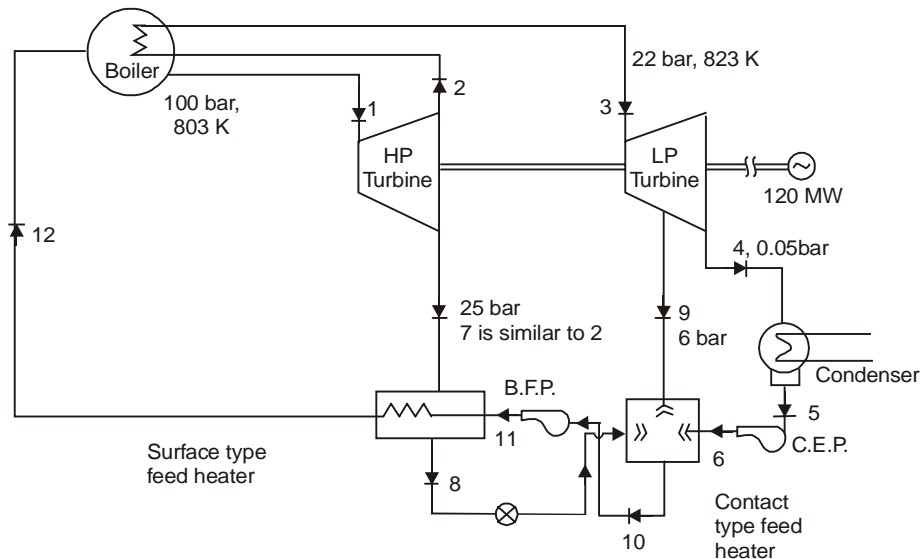 Boiler
100 bar,
803 K
1
2
22 bar, 823 K
3
HP
Turbine
LP
Turbine
120 MW
12
4, 0.05bar
25 bar
7 is similar to 2
9
6 bar
Condenser
B.F.P.
5
C.E.P.
11
6
Surface type
feed heater
8
10
Contact
type feed
heater